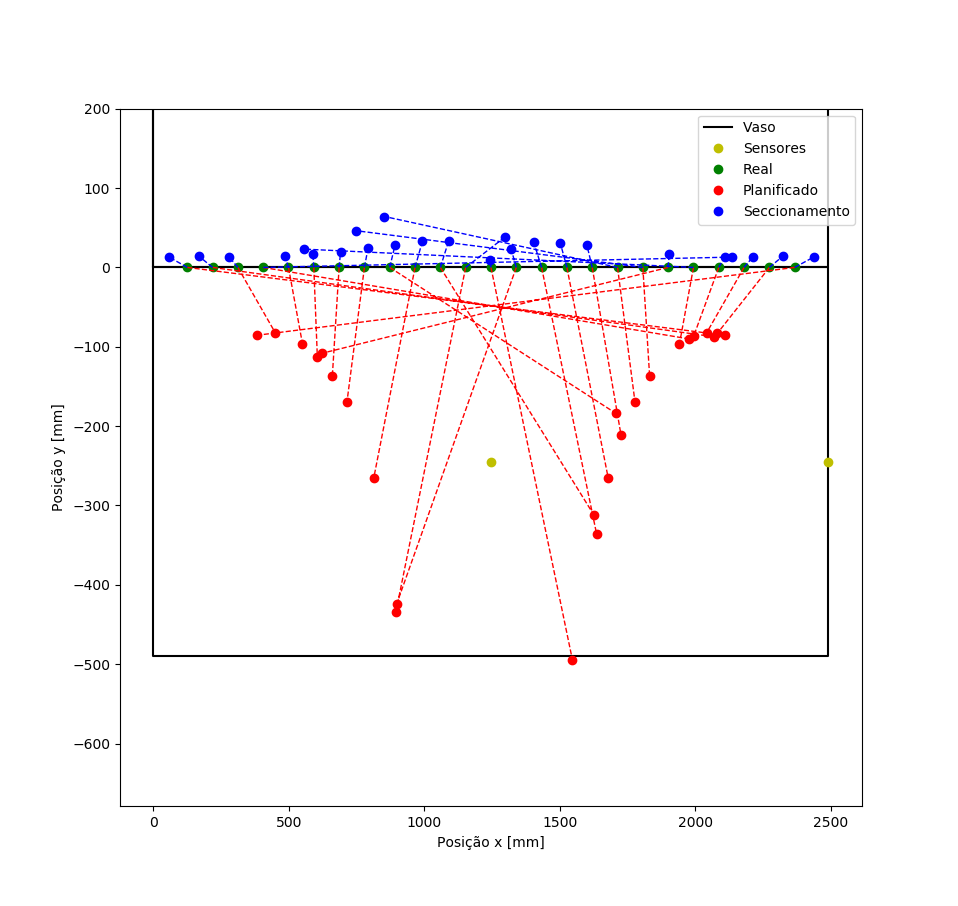 200
100
0
−100
−200
−300
−400
−500
−600
Posição y [mm]
Vaso
Sensores
Real
Planificado
Seccionamento
0 500 1000 1500 2000 2500
Posição x [mm]